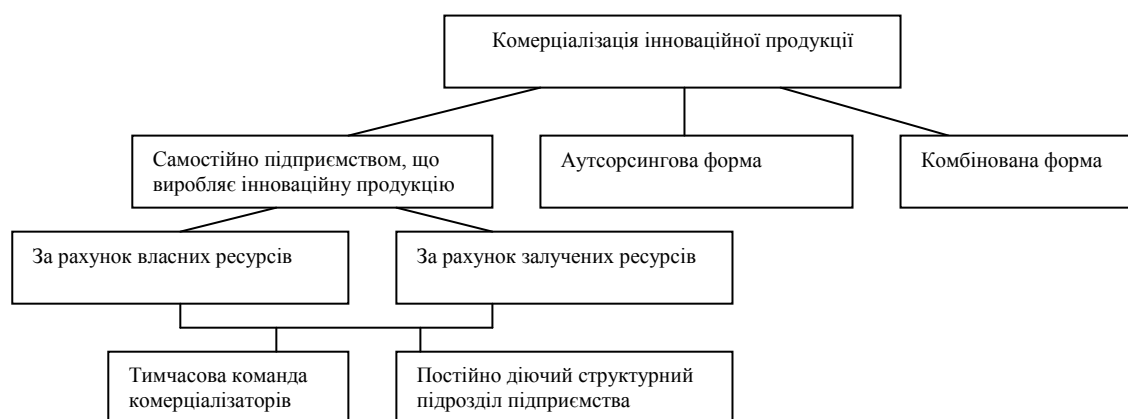 Комерціалізація інноваційної продукції
Самостійно підприємством, що
виробляє інноваційну продукцію
Аутсорсингова форма
Комбінована форма
За рахунок власних ресурсів
За рахунок залучених ресурсів
Тимчасова команда
комерціалізаторів
Постійно діючий структурний
підрозділ підприємства